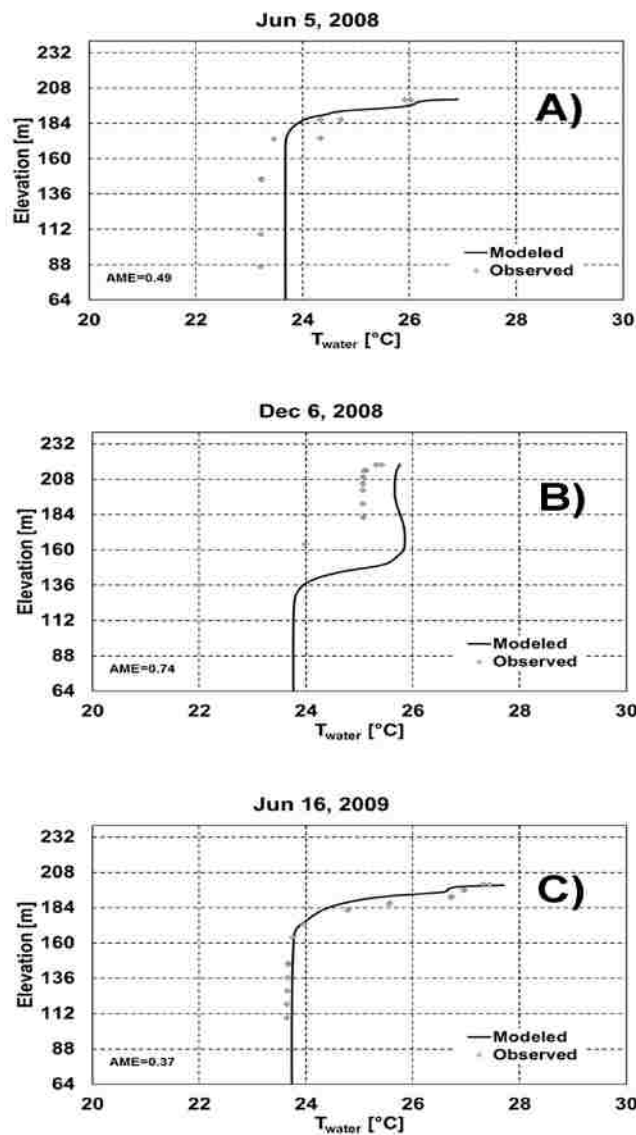 Jun 5, 2008
Elevation [m]
232
208
184
160
136
112
88
64
A)
Modeled
Observed
AME=0.49
20 22 24 26 28 30
Twater [°C]
Dec 6, 2008
Elevation [m]
232
208
184
160
136
112
88
64
B)
Modeled
Observed
AME=0.74
20 22 24 26 28 30
Twater [°C]
Jun 16, 2009
Elevation [m]
232
208
184
160
136
112
88
64
C)
Modeled
Observed
AME=0.37
20 22 24 26 28 30
Twater [°C]